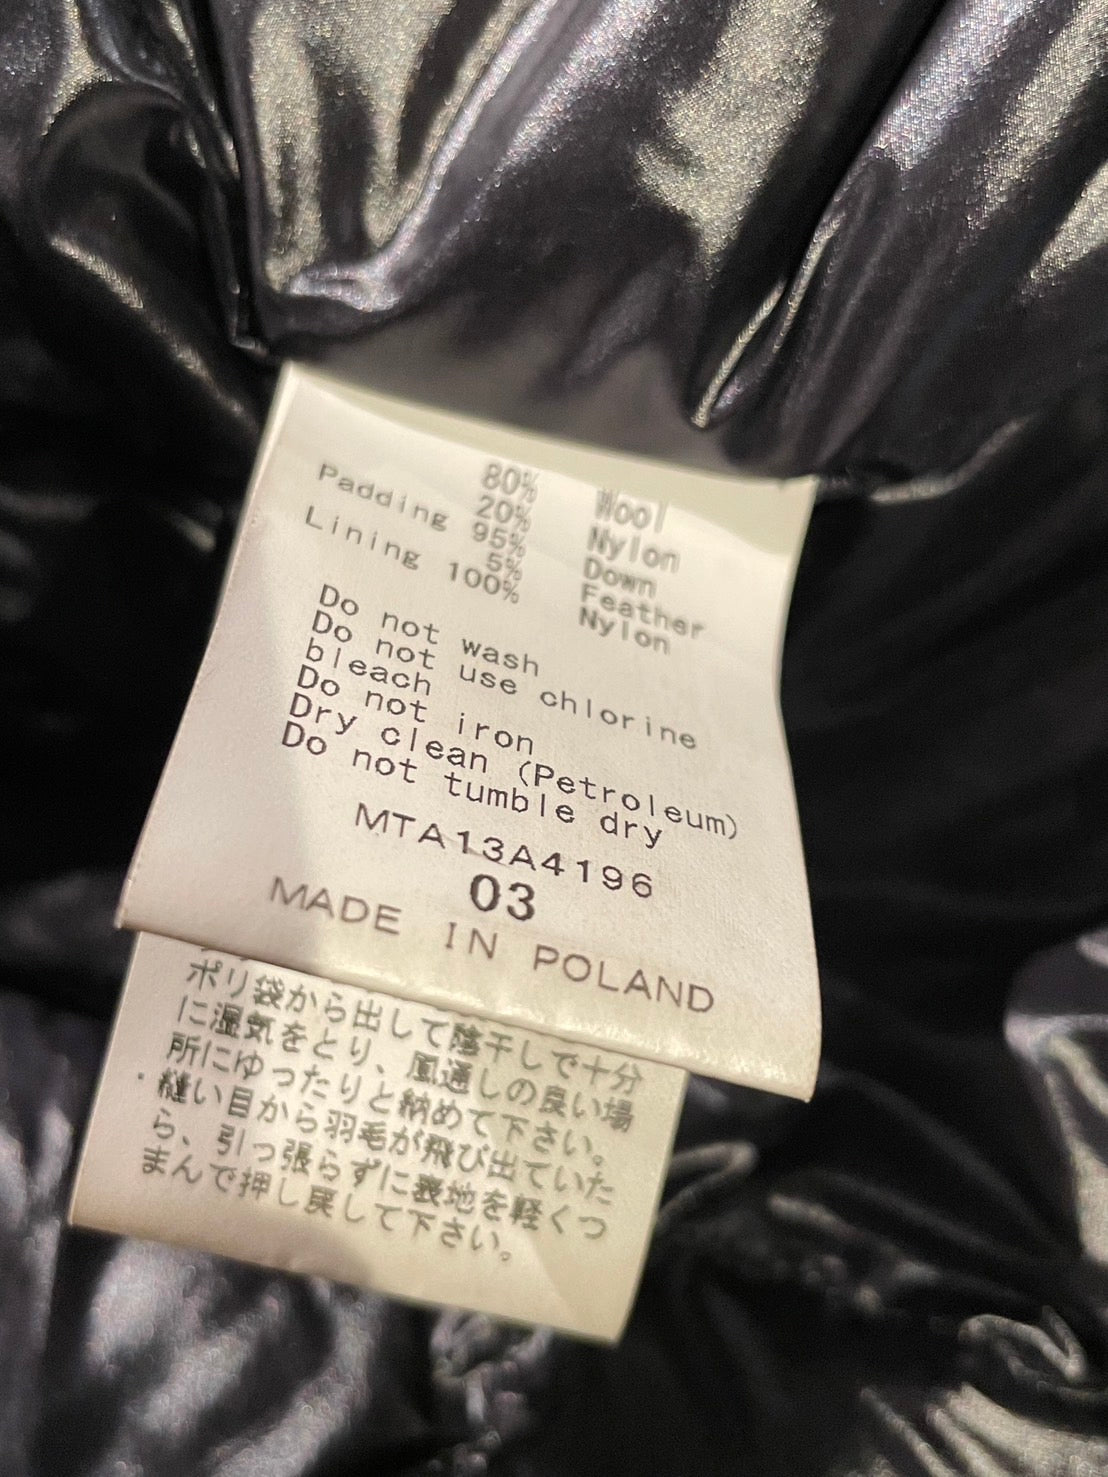 80% Wool
20% Nylon
Padding 95% Down
5% Feather
Lining 100% Nylon
Do not wash
Do not use chlorine
bleach
Do not iron
Dry clean (Petroleum)
Do not tumble dry
MTA13A4196
03
MADE IN POLAND
ポリ袋から出して陰干しで十分
に湿気をとり、風通しの良い場
所にゆったりと納めて下さい。
・縫い目から羽毛が飛び出ていた
ら、引っ張らずに裏地を軽くつ
まんで押し戻して下さい。